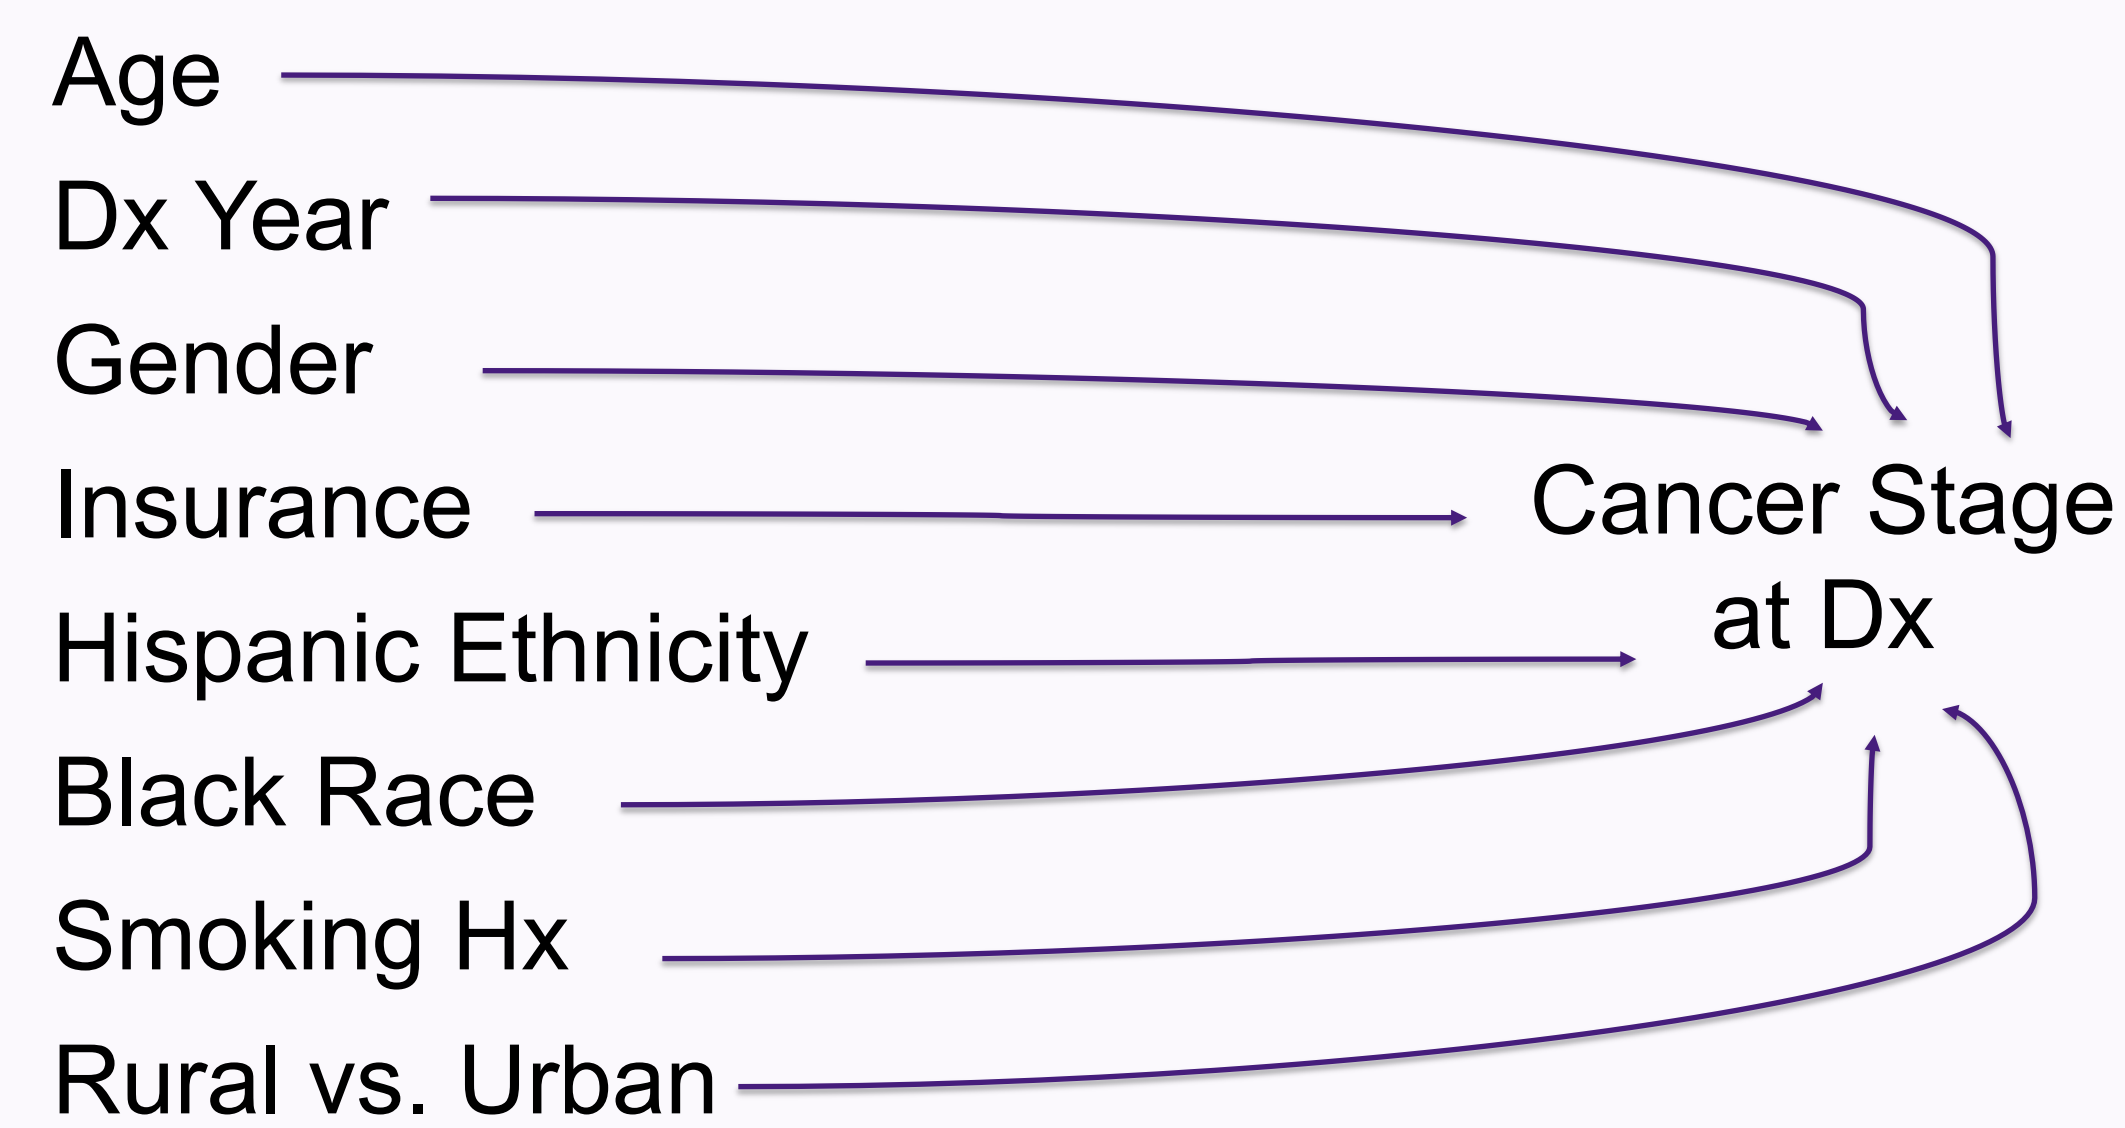 Age
Dx Year
Gender
Insurance
Hispanic Ethnicity
Black Race
Smoking Hx
Rural vs. Urban
Cancer Stage
at Dx